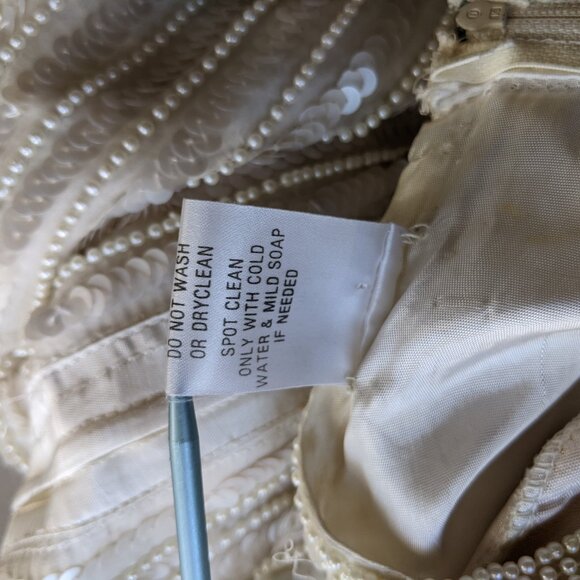 DO NOT WASH
OR DRYCLEAN
SPOT CLEAN
ONLY WITH COLD
WATER & MILD SOAP
IF NEEDED